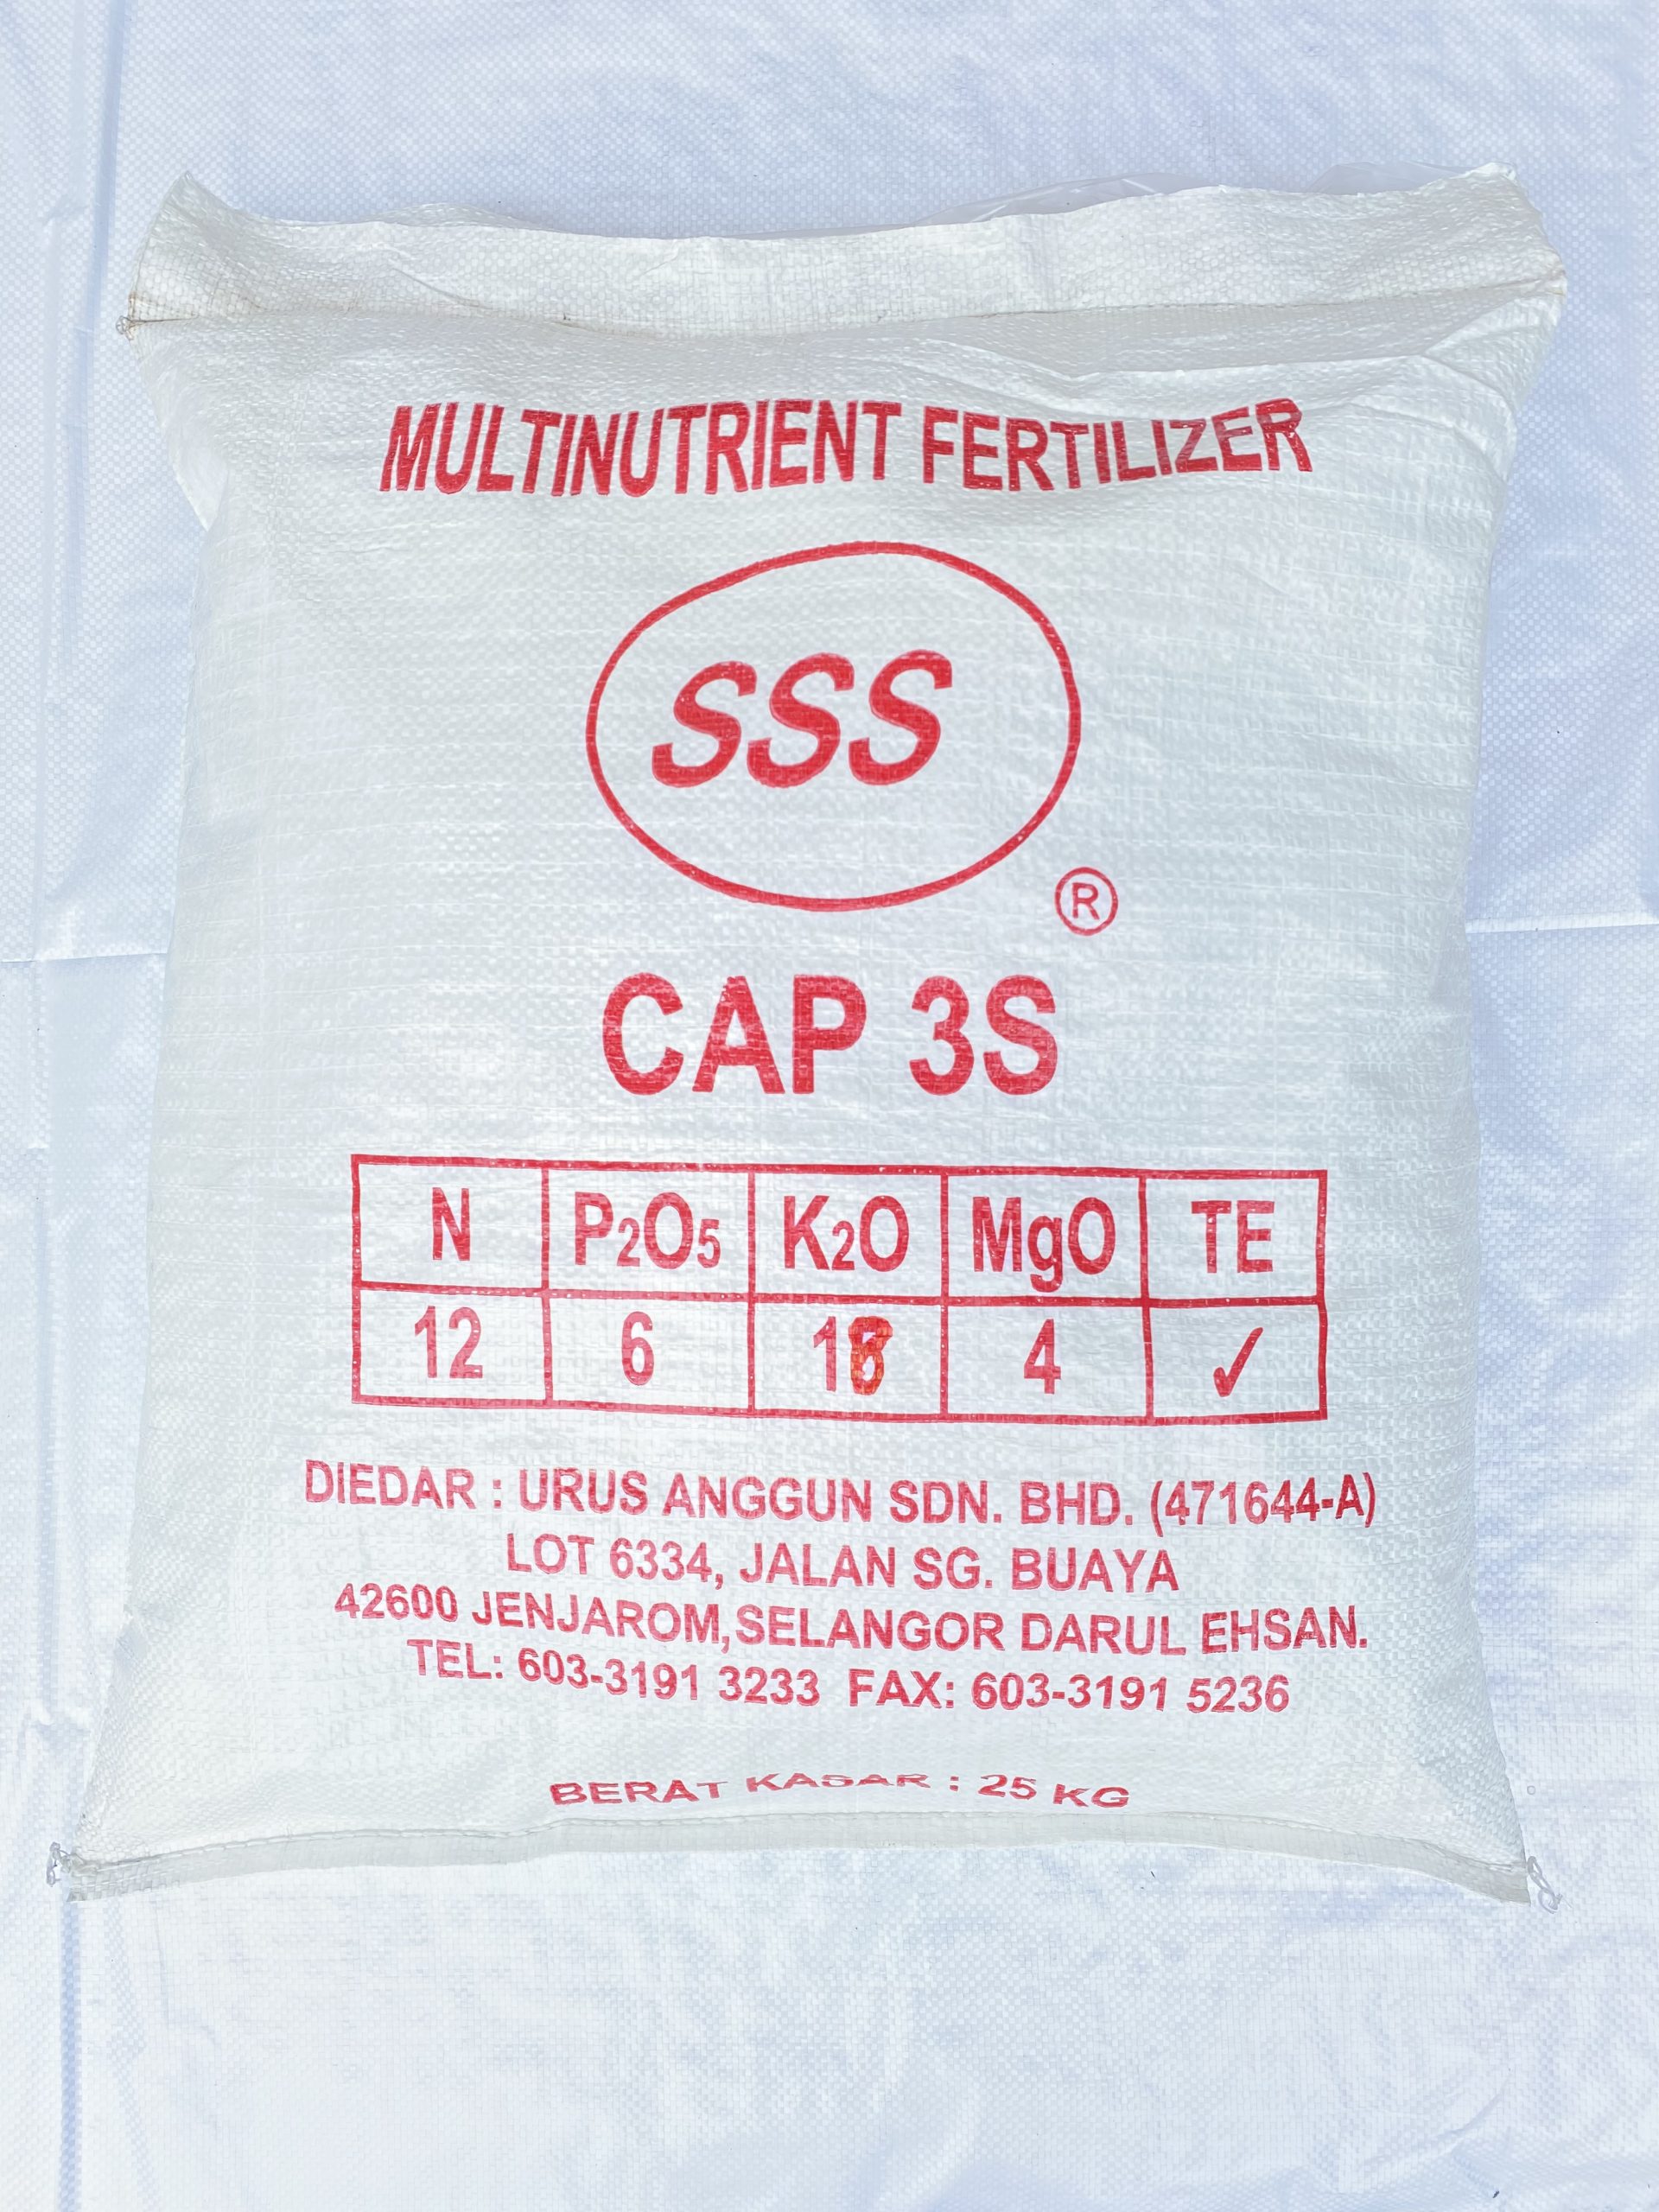 MULTINUTRIENT FERTILIZER
SSS
®
CAP 3S
N P2O5 K2O MgO TE
12 6 4 ✓
DIEDAR : URUS ANGGUN SDN. BHD. (471644-A)
LOT 6334, JALAN SG. BUAYA
42600 JENJAROM,SELANGOR DARUL EHSAN.
TEL: 603-3191 3233 FAX: 603-3191 5236
BERAT KASAR : 25 KG